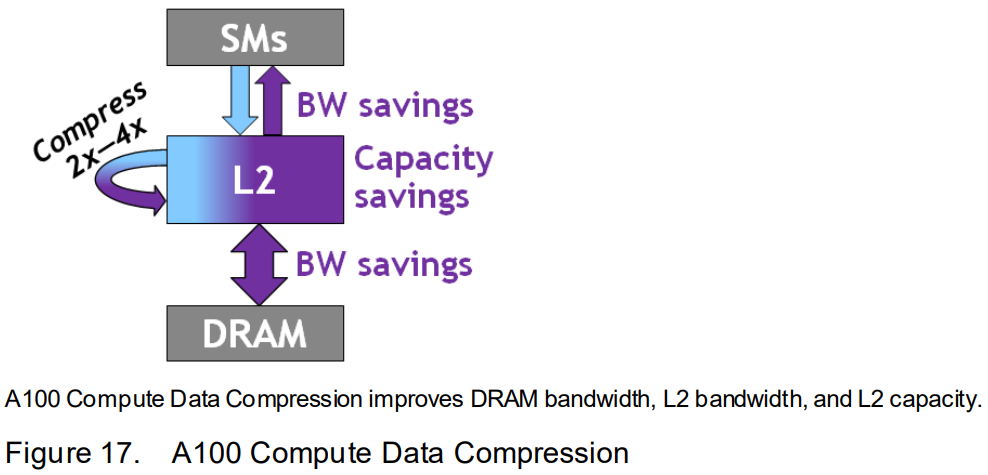 SMs
BW savings
Compress
2x–4x
L2
Capacity
savings
BW savings
DRAM
A100 Compute Data Compression improves DRAM bandwidth, L2 bandwidth, and L2 capacity.
Figure 17. A100 Compute Data Compression